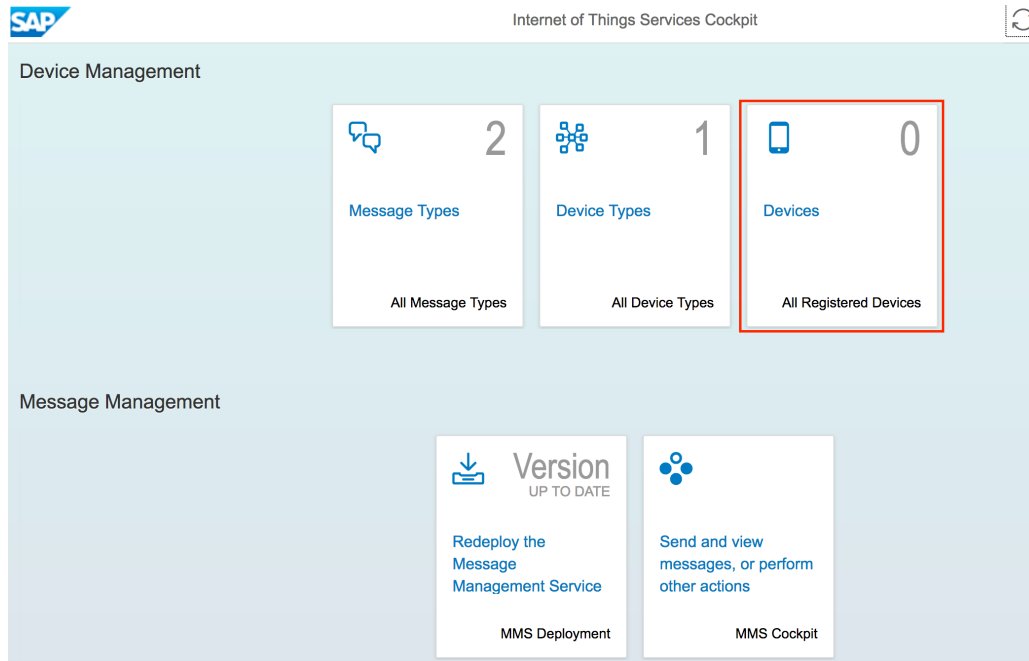 SAP
Internet of Things Services Cockpit
Device Management
2
Message Types
All Message Types
1
Device Types
All Device Types
0
Devices
All Registered Devices
Message Management
Version
UP TO DATE
Redeploy the
Message
Management Service
MMS Deployment
Send and view
messages, or perform
other actions
MMS Cockpit